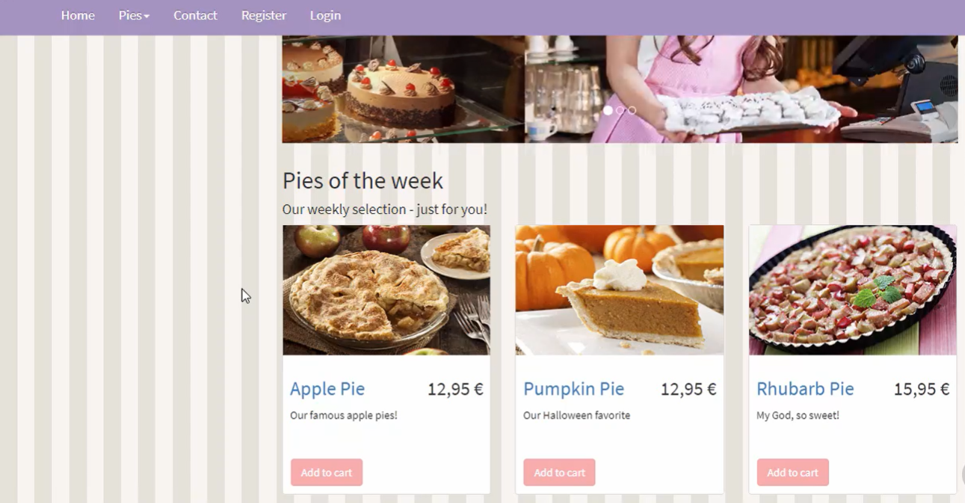 Home Pies Contact Register Login
Pies of the week
Our weekly selection - just for you!
Apple Pie 12,95 €
Our famous apple pies!
Add to cart
Pumpkin Pie 12,95 €
Our Halloween favorite
Add to cart
Rhubarb Pie 15,95 €
My God, so sweet!
Add to cart